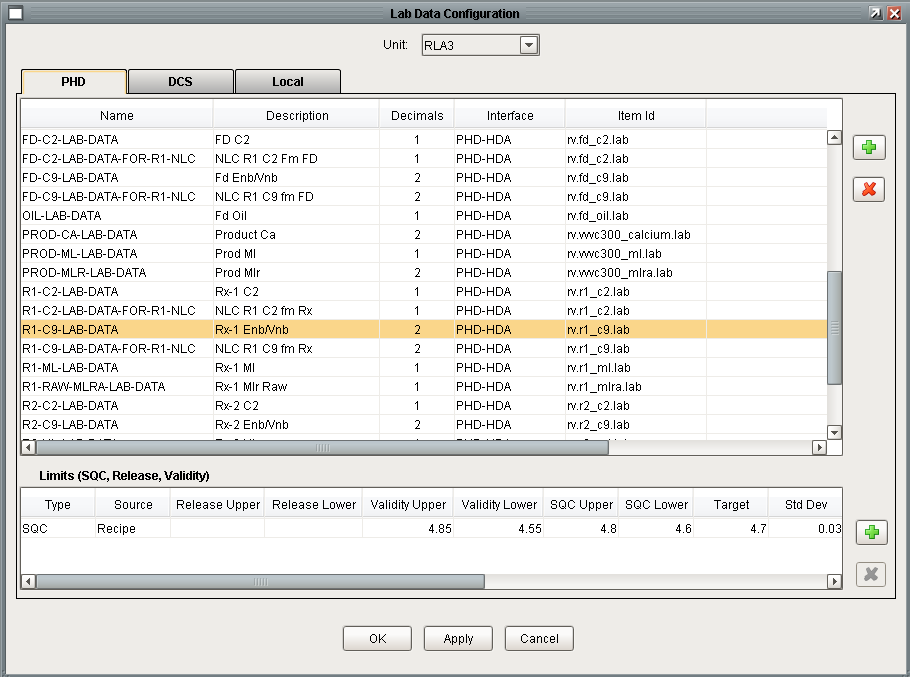 Lab Data Configuration
Unit: RLA3
PHD DCS Local
Name Description Decimals Interface Item Id
FD-C2-LAB-DATA FD C2 1 PHD-HDA rv.fd_c2.lab
FD-C2-LAB-DATA-FOR-R1-NLC NLC R1 C2 Fm FD 1 PHD-HDA rv.fd_c2.lab
FD-C9-LAB-DATA Fd Enb/Vnb 2 PHD-HDA rv.fd_c9.lab
FD-C9-LAB-DATA-FOR-R1-NLC NLC R1 C9 fm FD 2 PHD-HDA rv.fd_c9.lab
OIL-LAB-DATA Fd Oil 1 PHD-HDA rv.fd_oil.lab
PROD-CA-LAB-DATA Product Ca 2 PHD-HDA rv.vvc300_calcium.lab
PROD-ML-LAB-DATA Prod Ml 1 PHD-HDA rv.vvc300_ml.lab
PROD-MLR-LAB-DATA Prod Mlr 2 PHD-HDA rv.vvc300_mlra.lab
R1-C2-LAB-DATA Rx-1 C2 1 PHD-HDA rv.r1_c2.lab
R1-C2-LAB-DATA-FOR-R1-NLC NLC R1 C2 fm Rx 1 PHD-HDA rv.r1_c2.lab
R1-C9-LAB-DATA Rx-1 Enb/Vnb 2 PHD-HDA rv.r1_c9.lab
R1-C9-LAB-DATA-FOR-R1-NLC NLC R1 C9 fm Rx 2 PHD-HDA rv.r1_c9.lab
R1-ML-LAB-DATA Rx-1 Ml 1 PHD-HDA rv.r1_ml.lab
R1-RAW-MLRA-LAB-DATA Rx-1 Mlr Raw 1 PHD-HDA rv.r1_mlra.lab
R2-C2-LAB-DATA Rx-2 C2 1 PHD-HDA rv.r2_c2.lab
R2-C9-LAB-DATA Rx-2 Enb/Vnb 2 PHD-HDA rv.r2_c9.lab
Limits (SQC, Release, Validity)
Type Source Release Upper Release Lower Validity Upper Validity Lower SQC Upper SQC Lower Target Std Dev
SQC Recipe 4.85 4.55 4.8 4.6 4.7 0.03
OK Apply Cancel